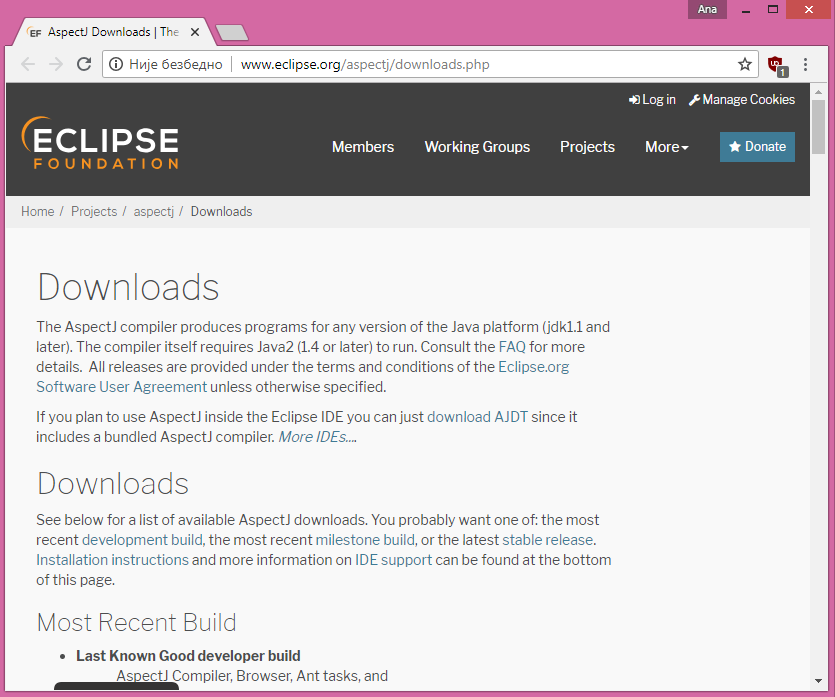 Ana
EF AspectJ Downloads | The
Није безбедно www.eclipse.org/aspectj/downloads.php
1
Log in Manage Cookies
ECLIPSE
FOUNDATION
Members Working Groups Projects More Donate
Home / Projects / aspectj / Downloads
Downloads
The AspectJ compiler produces programs for any version of the Java platform (jdk1.1 and
later). The compiler itself requires Java2 (1.4 or later) to run. Consult the FAQ for more
details. All releases are provided under the terms and conditions of the Eclipse.org
Software User Agreement unless otherwise specified.
If you plan to use AspectJ inside the Eclipse IDE you can just download AJDT since it
includes a bundled AspectJ compiler. More IDEs....
Downloads
See below for a list of available AspectJ downloads. You probably want one of: the most
recent development build, the most recent milestone build, or the latest stable release.
Installation instructions and more information on IDE support can be found at the bottom
of this page.
Most Recent Build
• Last Known Good developer build
AspectJ Compiler, Browser, Ant tasks, and